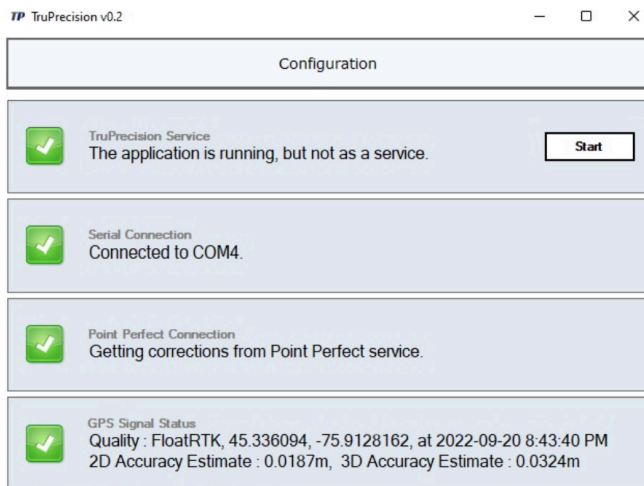 TP TruPrecision v0.2
Configuration
TruPrecision Service
The application is running, but not as a service.
Start
Serial Connection
Connected to COM4.
Point Perfect Connection
Getting corrections from Point Perfect service.
GPS Signal Status
Quality : FloatRTK, 45.336094, -75.9128162, at 2022-09-20 8:43:40 PM
2D Accuracy Estimate : 0.0187m, 3D Accuracy Estimate : 0.0324m